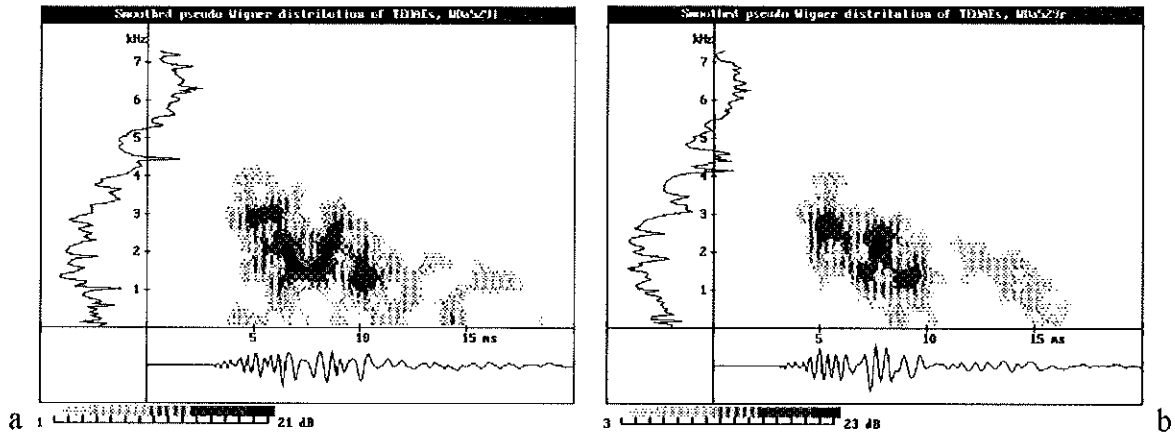 Smoothed pseudo Wigner distribution of TEOAEs,
Smoothed pseudo Wigner distribution of TEOAEs,
kHz
7
6
5
4
3
2
1
5 10 15 ms
1 21 dB
a
kHz
7
6
5
4
3
2
1
5 10 15 ms
3 23 dB
b